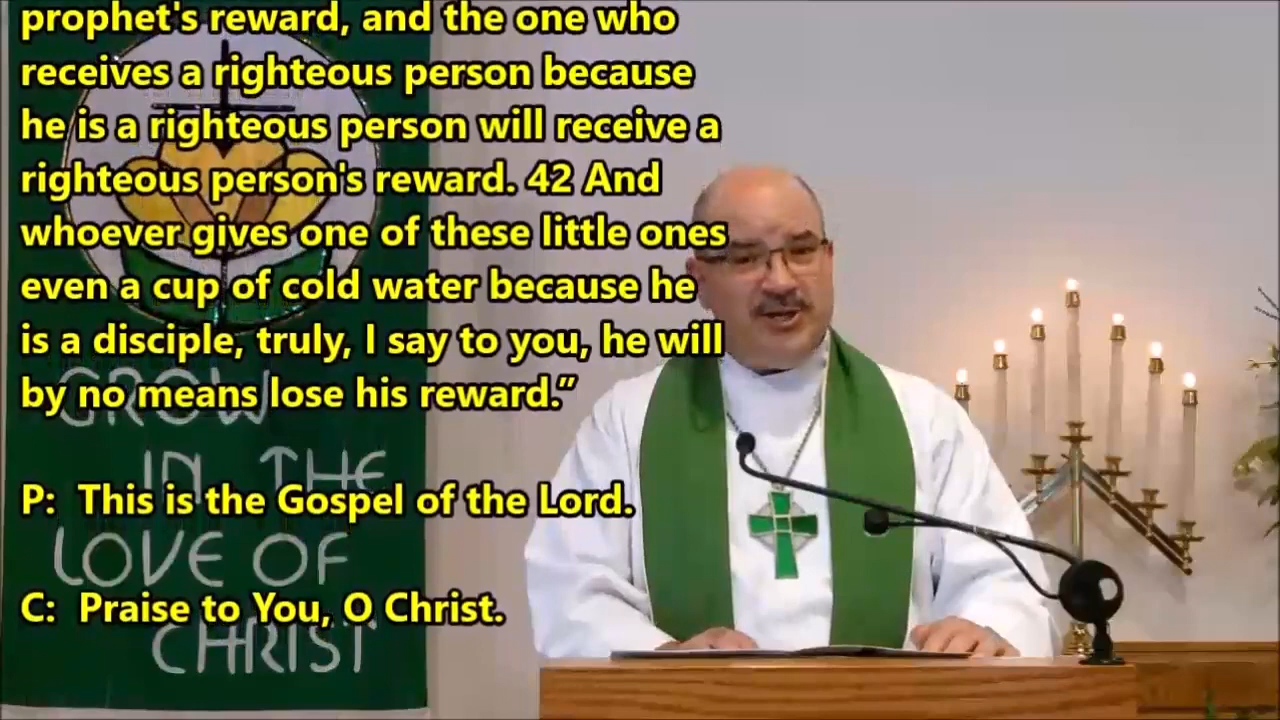 prophet's reward, and the one who
receives a righteous person because
he is a righteous person will receive a
righteous person's reward. 42 And
whoever gives one of these little ones
even a cup of cold water because he
is a disciple, truly, I say to you, he will
by no means lose his reward.”
P: This is the Gospel of the Lord.
C: Praise to You, O Christ.
GROW
IN THE
LOVE OF
CHRIST